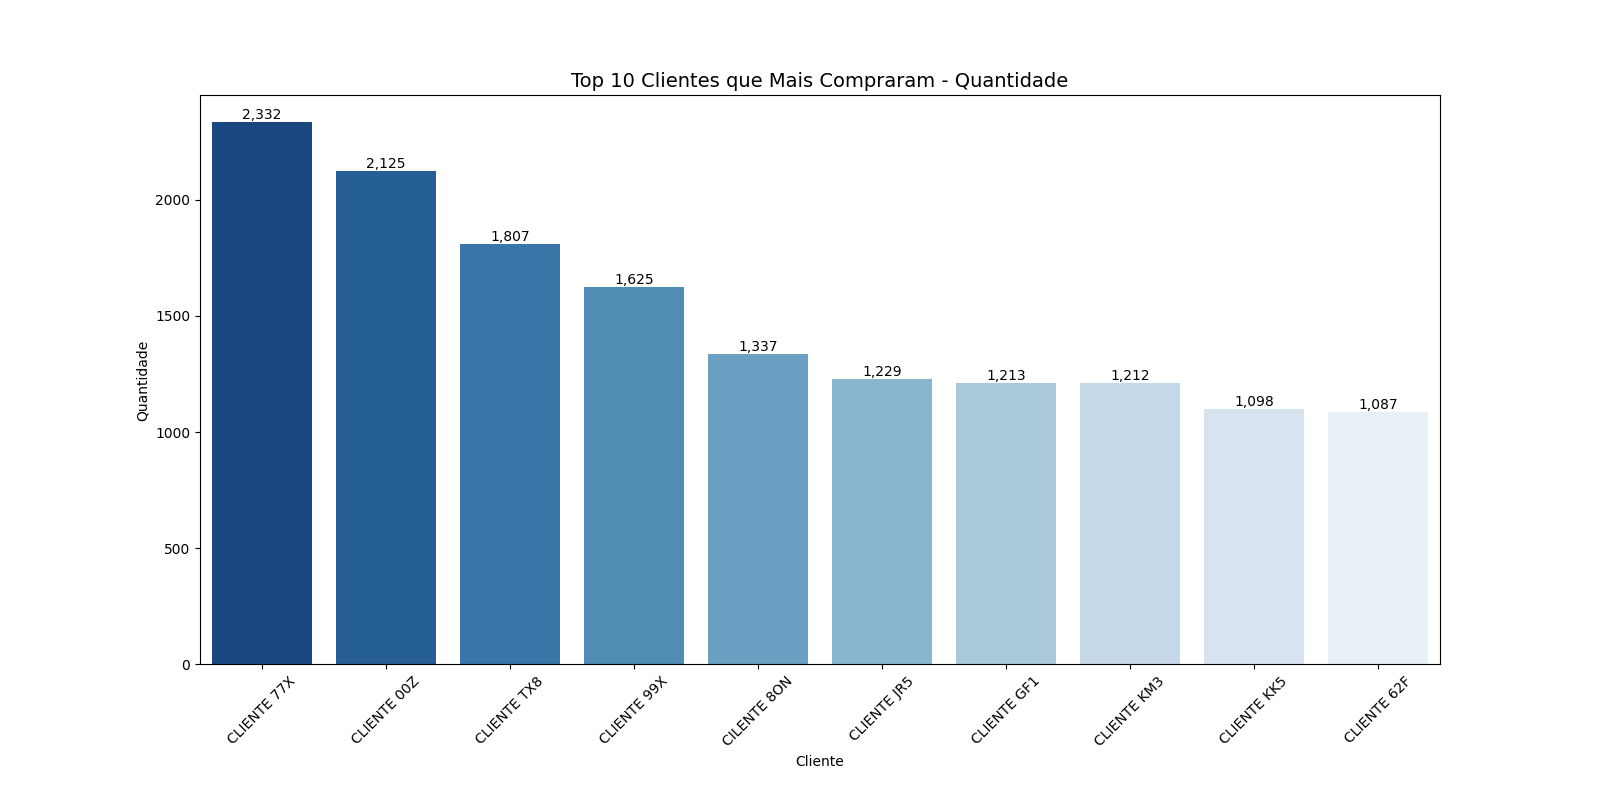 Top 10 Clientes que Mais Compraram - Quantidade
2,332
2,125
1,807
1,625
1,337
1,229
1,213
1,212
1,098
1,087
2000
1500
1000
500
0
Quantidade
CLIENTE 77X
CLIENTE 00Z
CLIENTE TX8
CLIENTE 99X
CILENTE 8ON
CLIENTE JR5
CLIENTE GF1
CLIENTE KM3
CLIENTE KK5
CLIENTE 62F
Cliente